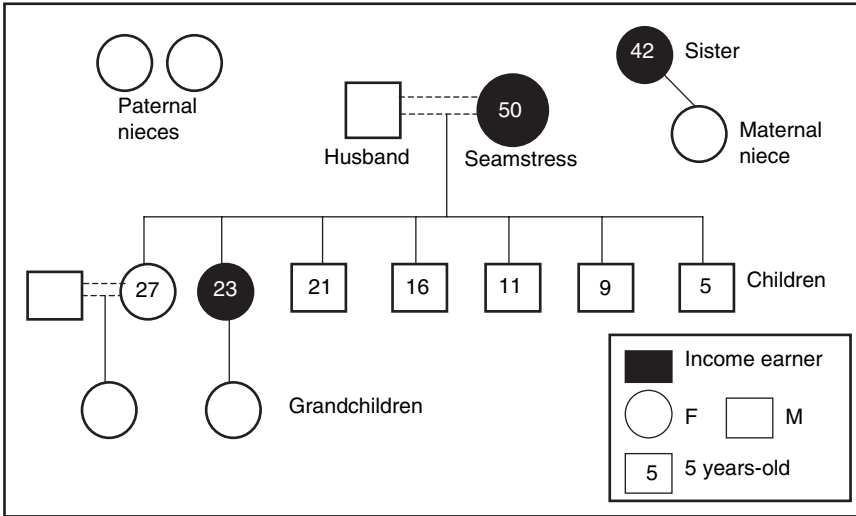 42 Sister
Paternal
nieces
50
Husband
Seamstress
Maternal
niece
27
23
21
16
11
9
5
Children
Grandchildren
Income earner
F
M
5
5 years-old